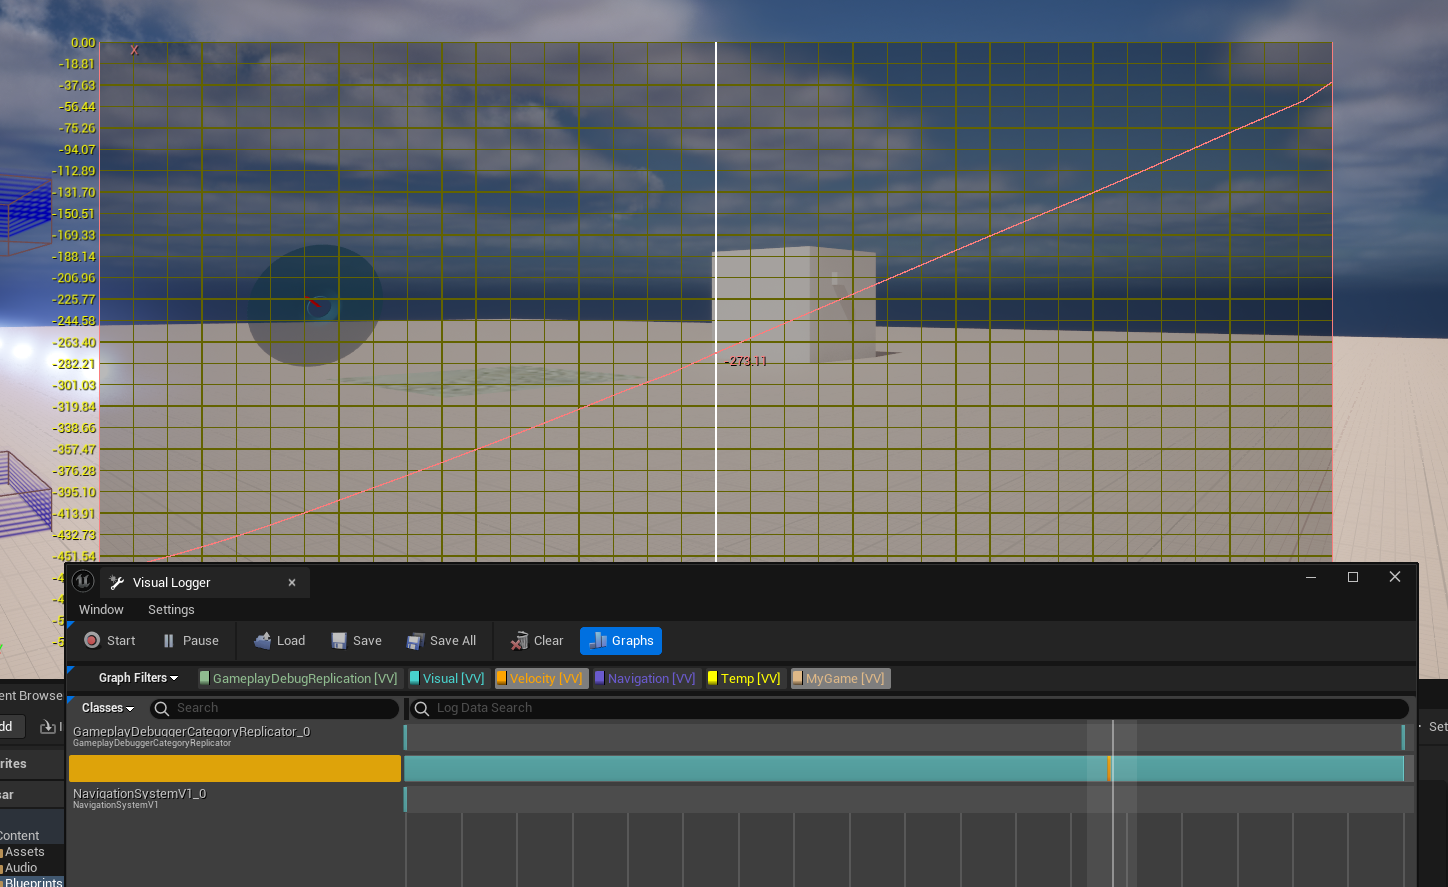 0.00
X
-18.81
-37.63
-56.44
-75.26
-94.07
-112.89
-131.70
-150.51
-169.33
-188.14
-206.96
-225.77
-244.58
-263.40
-273.11
-282.21
-301.03
-319.84
-338.66
-357.47
-376.28
-395.10
-413.91
-432.73
-451.54
Visual Logger
Window Settings
Start Pause Load Save Save All Clear Graphs
Graph Filters GameplayDebugReplication [VV] Visual [VV] Velocity [VV] Navigation [VV] Temp [VV] MyGame [VV]
Classes Search Log Data Search
GameplayDebuggerCategoryReplicator_0
GameplayDebuggerCategoryReplicator
NavigationSystemV1_0
NavigationSystemV1
ent Browse
dd
Set
rites
sar
Content
Assets
Audio
Blueprints